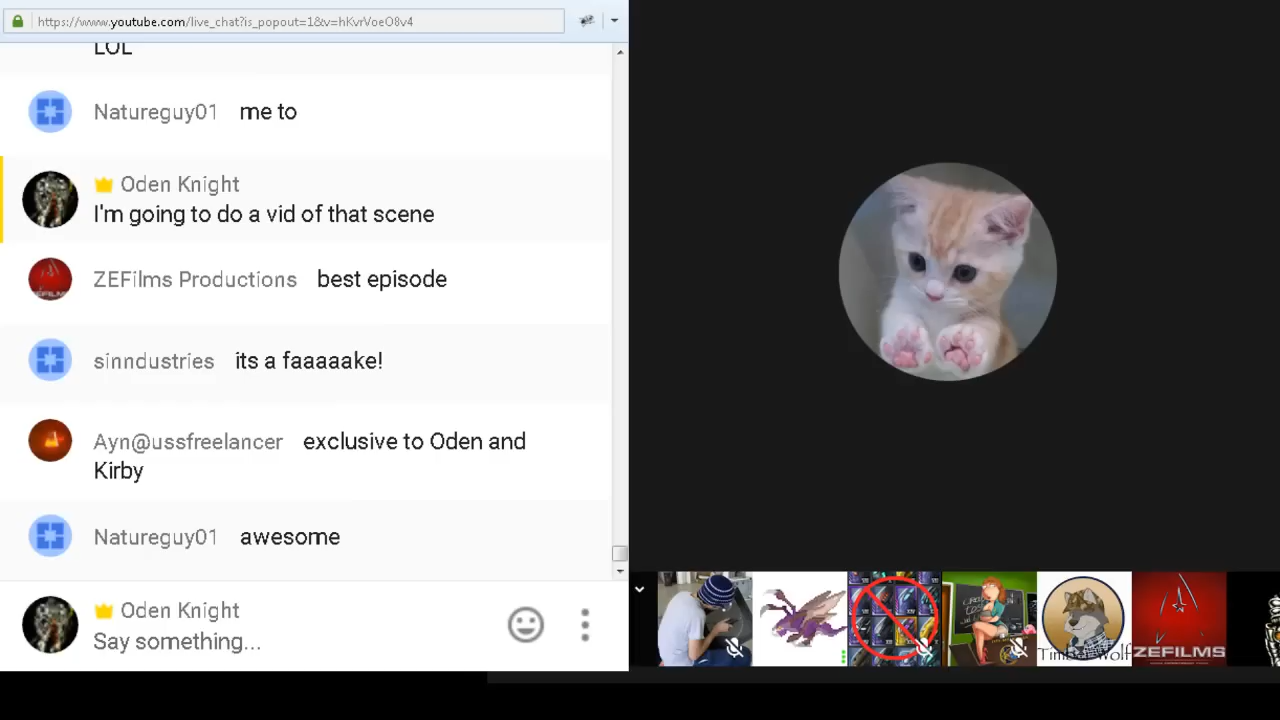 https://www.youtube.com/live_chat?is_popout=1&v=hKvrVoeO8v4
LOL
Natureguy01 me to
Oden Knight
I'm going to do a vid of that scene
ZEFilms Productions best episode
sinndustries its a faaaaake!
Ayn@ussfreelancer exclusive to Oden and
Kirby
Natureguy01 awesome
Oden Knight
Say something...
ZEFILMS